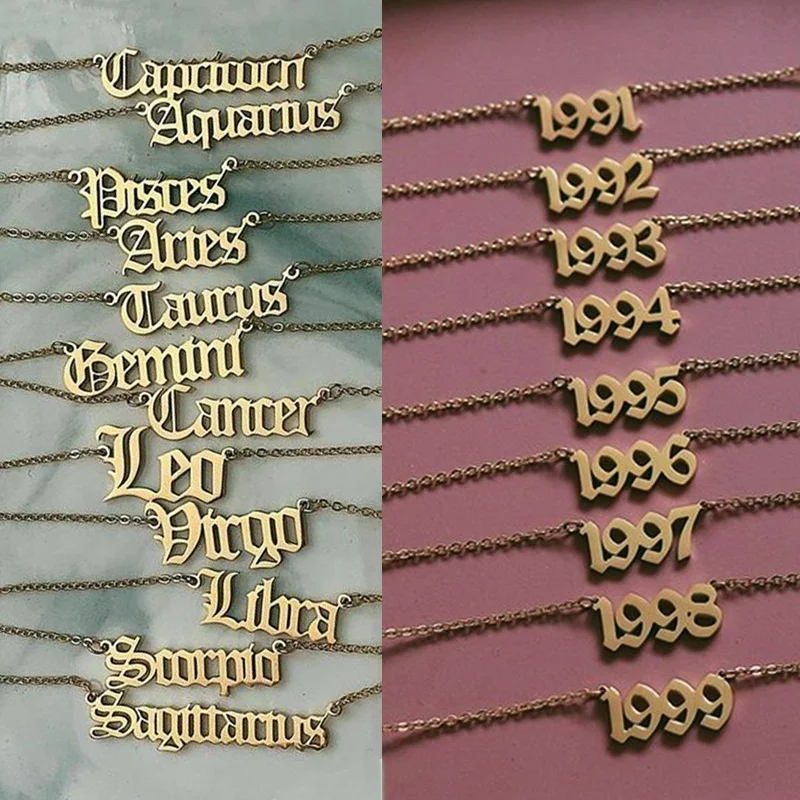 Capricorn
Aquarius
Pisces
Aries
Taurus
Gemini
Cancer
Leo
Virgo
Libra
Scorpio
Sagittarius
1991
1992
1993
1994
1995
1996
1997
1998
1999